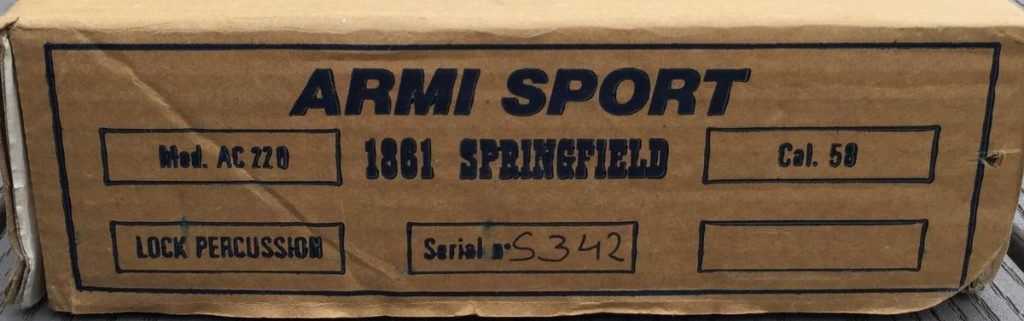 ARMI SPORT
Mod. AC 220 1861 SPRINGFIELD Cal. 58
LOCK PERCUSSION Serial n° S342